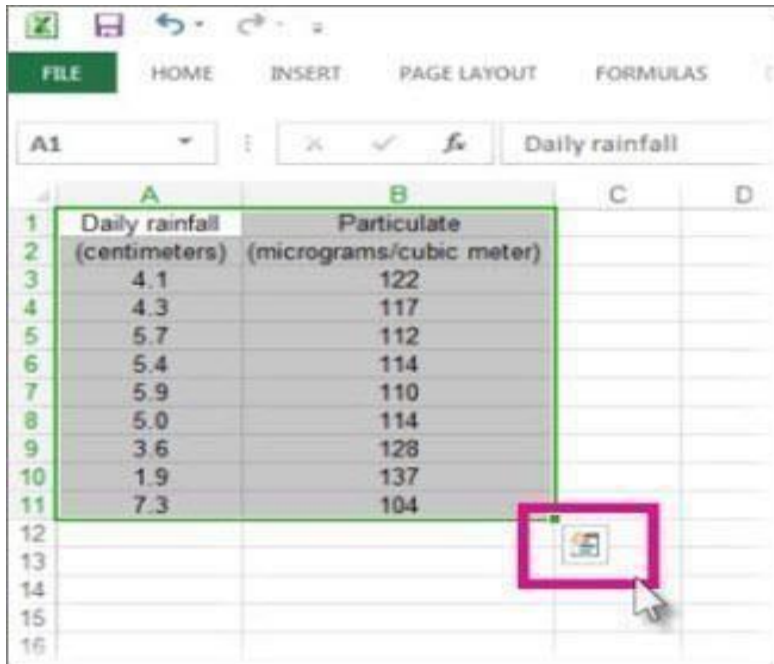 FILE HOME INSERT PAGE LAYOUT FORMULAS
A1 fx Daily rainfall
A B C D
1 Daily rainfall Particulate
2 (centimeters) (micrograms/cubic meter)
3 4.1 122
4 4.3 117
5 5.7 112
6 5.4 114
7 5.9 110
8 5.0 114
9 3.6 128
10 1.9 137
11 7.3 104
12
13
14
15
16